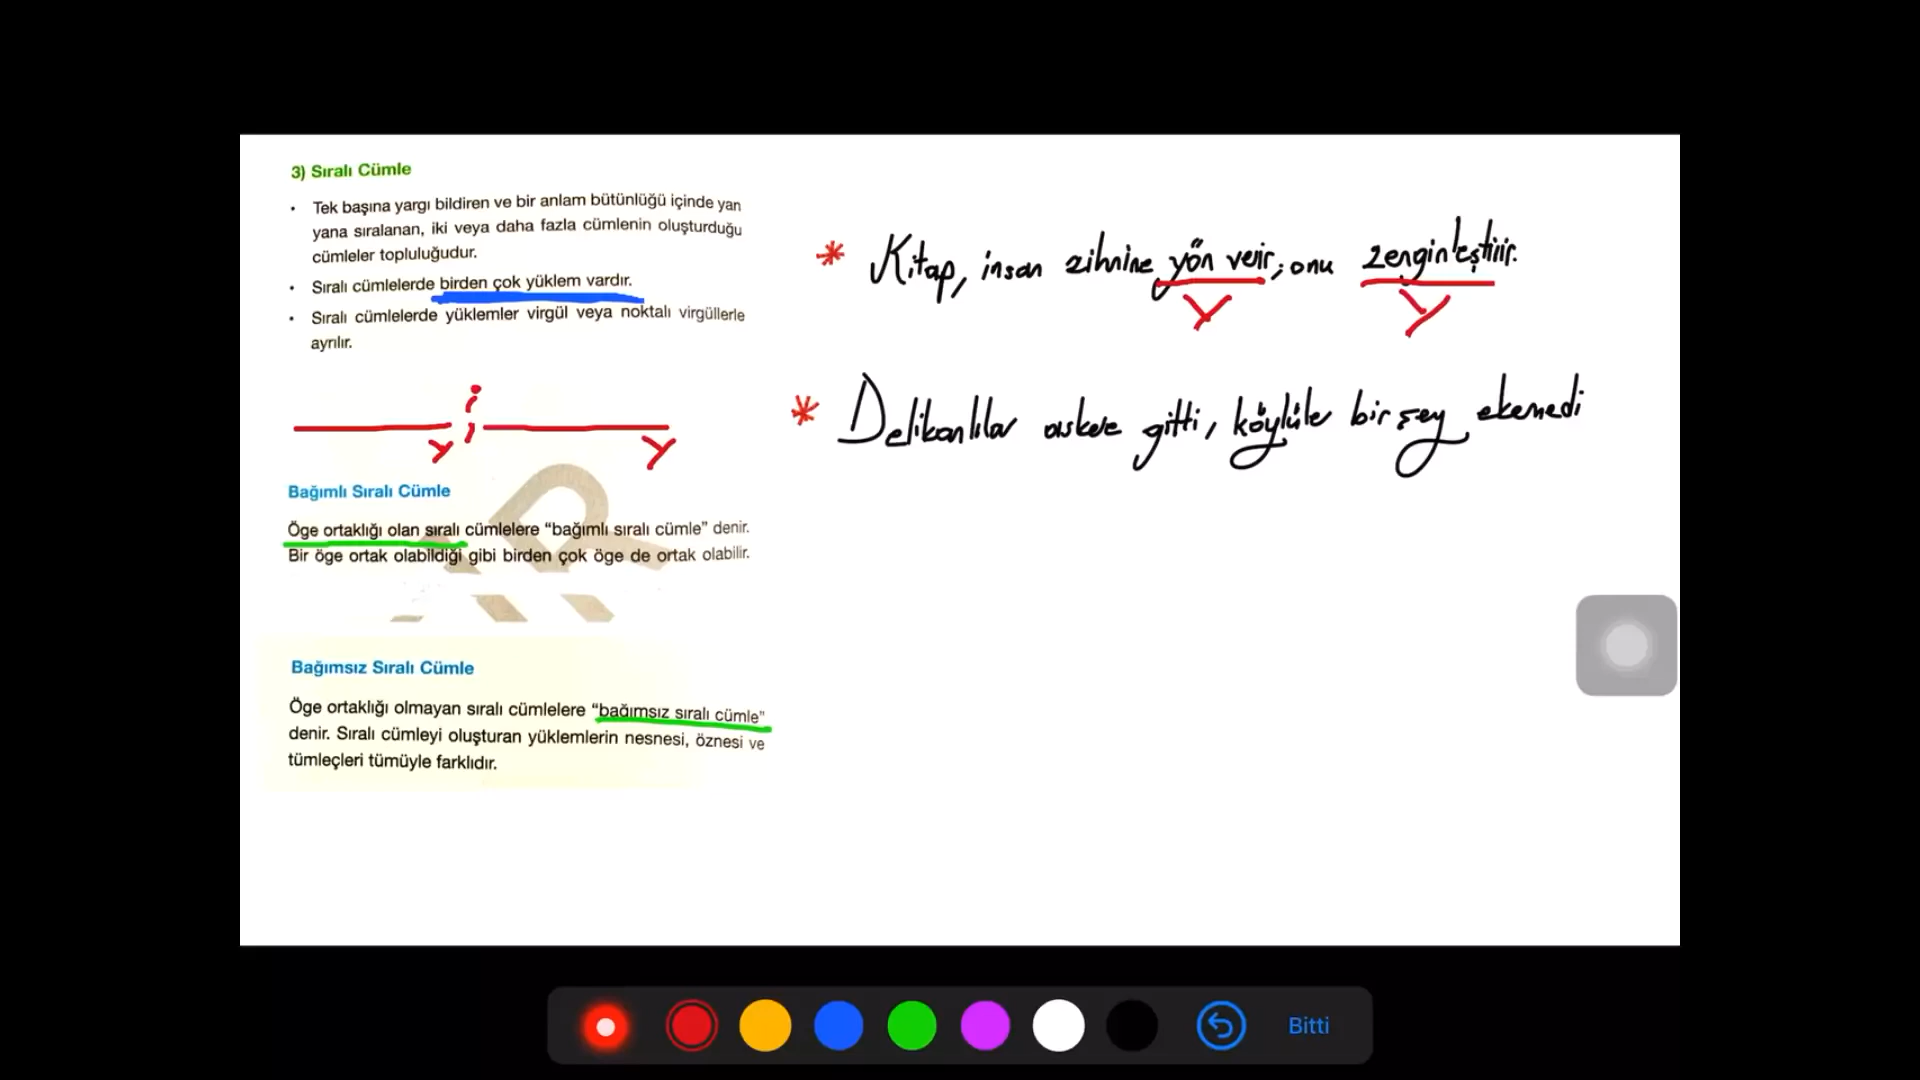 3) Sıralı Cümle
• Tek başına yargı bildiren ve bir anlam bütünlüğü içinde yan
yana sıralanan, iki veya daha fazla cümlenin oluşturduğu
cümleler topluluğudur.
• Sıralı cümlelerde birden çok yüklem vardır.
• Sıralı cümlelerde yüklemler virgül veya noktalı virgüllerle
ayrılır.
; ,
Y Y
Bağımlı Sıralı Cümle
Öge ortaklığı olan sıralı cümlelere “bağımlı sıralı cümle” denir.
Bir öge ortak olabildiği gibi birden çok öge de ortak olabilir.
Bağımsız Sıralı Cümle
Öge ortaklığı olmayan sıralı cümlelere “bağımsız sıralı cümle”
denir. Sıralı cümleyi oluşturan yüklemlerin nesnesi, öznesi ve
tümleçleri tümüyle farklıdır.
* Kitap, insan zihnine yön verir; onu zenginleştirir.
Y Y
* Delikanlılar askere gitti, köylüler bir şey ekemedi
Bitti